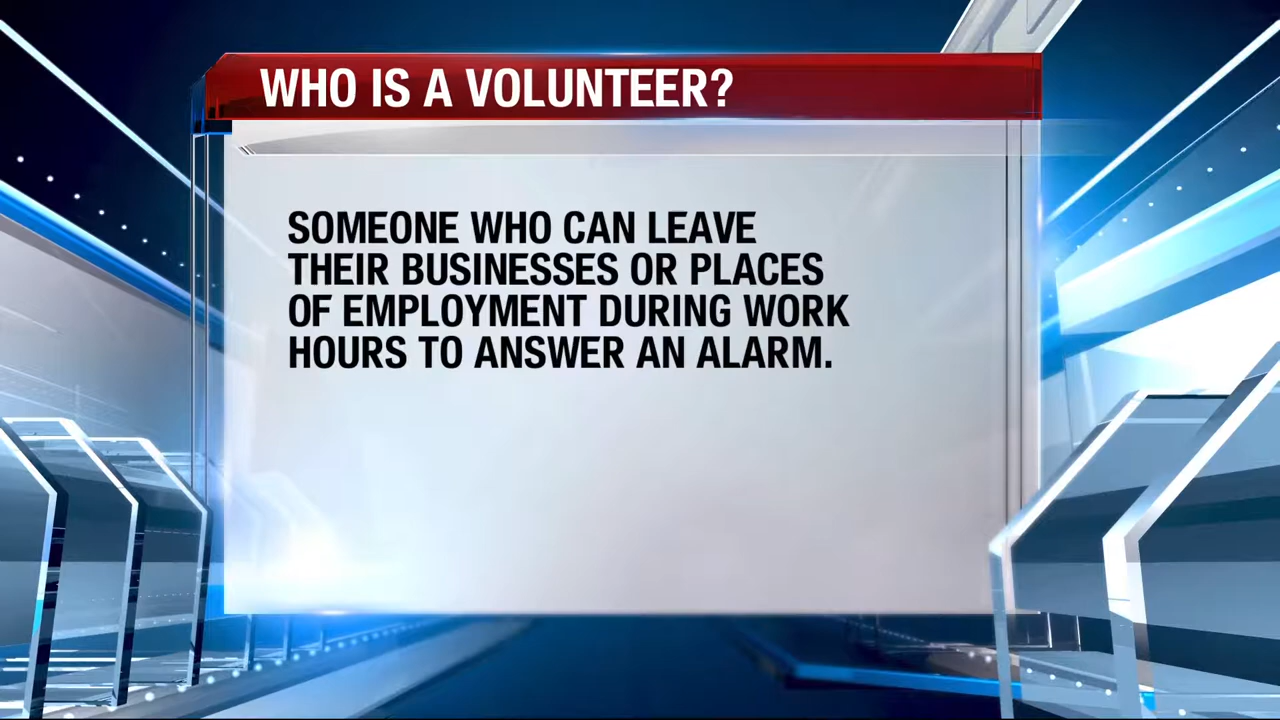 WHO IS A VOLUNTEER?
SOMEONE WHO CAN LEAVE
THEIR BUSINESSES OR PLACES
OF EMPLOYMENT DURING WORK
HOURS TO ANSWER AN ALARM.